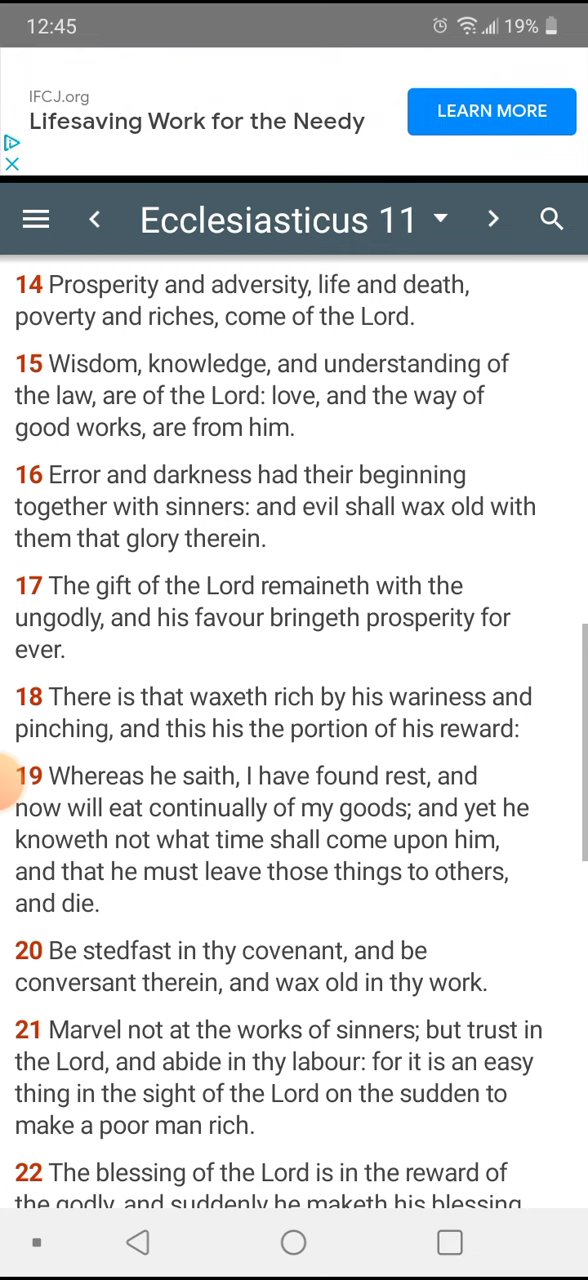 12:45
19%
IFCJ.org
Lifesaving Work for the Needy
LEARN MORE
Ecclesiasticus 11
14 Prosperity and adversity, life and death,
poverty and riches, come of the Lord.
15 Wisdom, knowledge, and understanding of
the law, are of the Lord: love, and the way of
good works, are from him.
16 Error and darkness had their beginning
together with sinners: and evil shall wax old with
them that glory therein.
17 The gift of the Lord remaineth with the
ungodly, and his favour bringeth prosperity for
ever.
18 There is that waxeth rich by his wariness and
pinching, and this his the portion of his reward:
19 Whereas he saith, I have found rest, and
now will eat continually of my goods; and yet he
knoweth not what time shall come upon him,
and that he must leave those things to others,
and die.
20 Be stedfast in thy covenant, and be
conversant therein, and wax old in thy work.
21 Marvel not at the works of sinners; but trust in
the Lord, and abide in thy labour: for it is an easy
thing in the sight of the Lord on the sudden to
make a poor man rich.
22 The blessing of the Lord is in the reward of
the godly, and suddenly he maketh his blessing